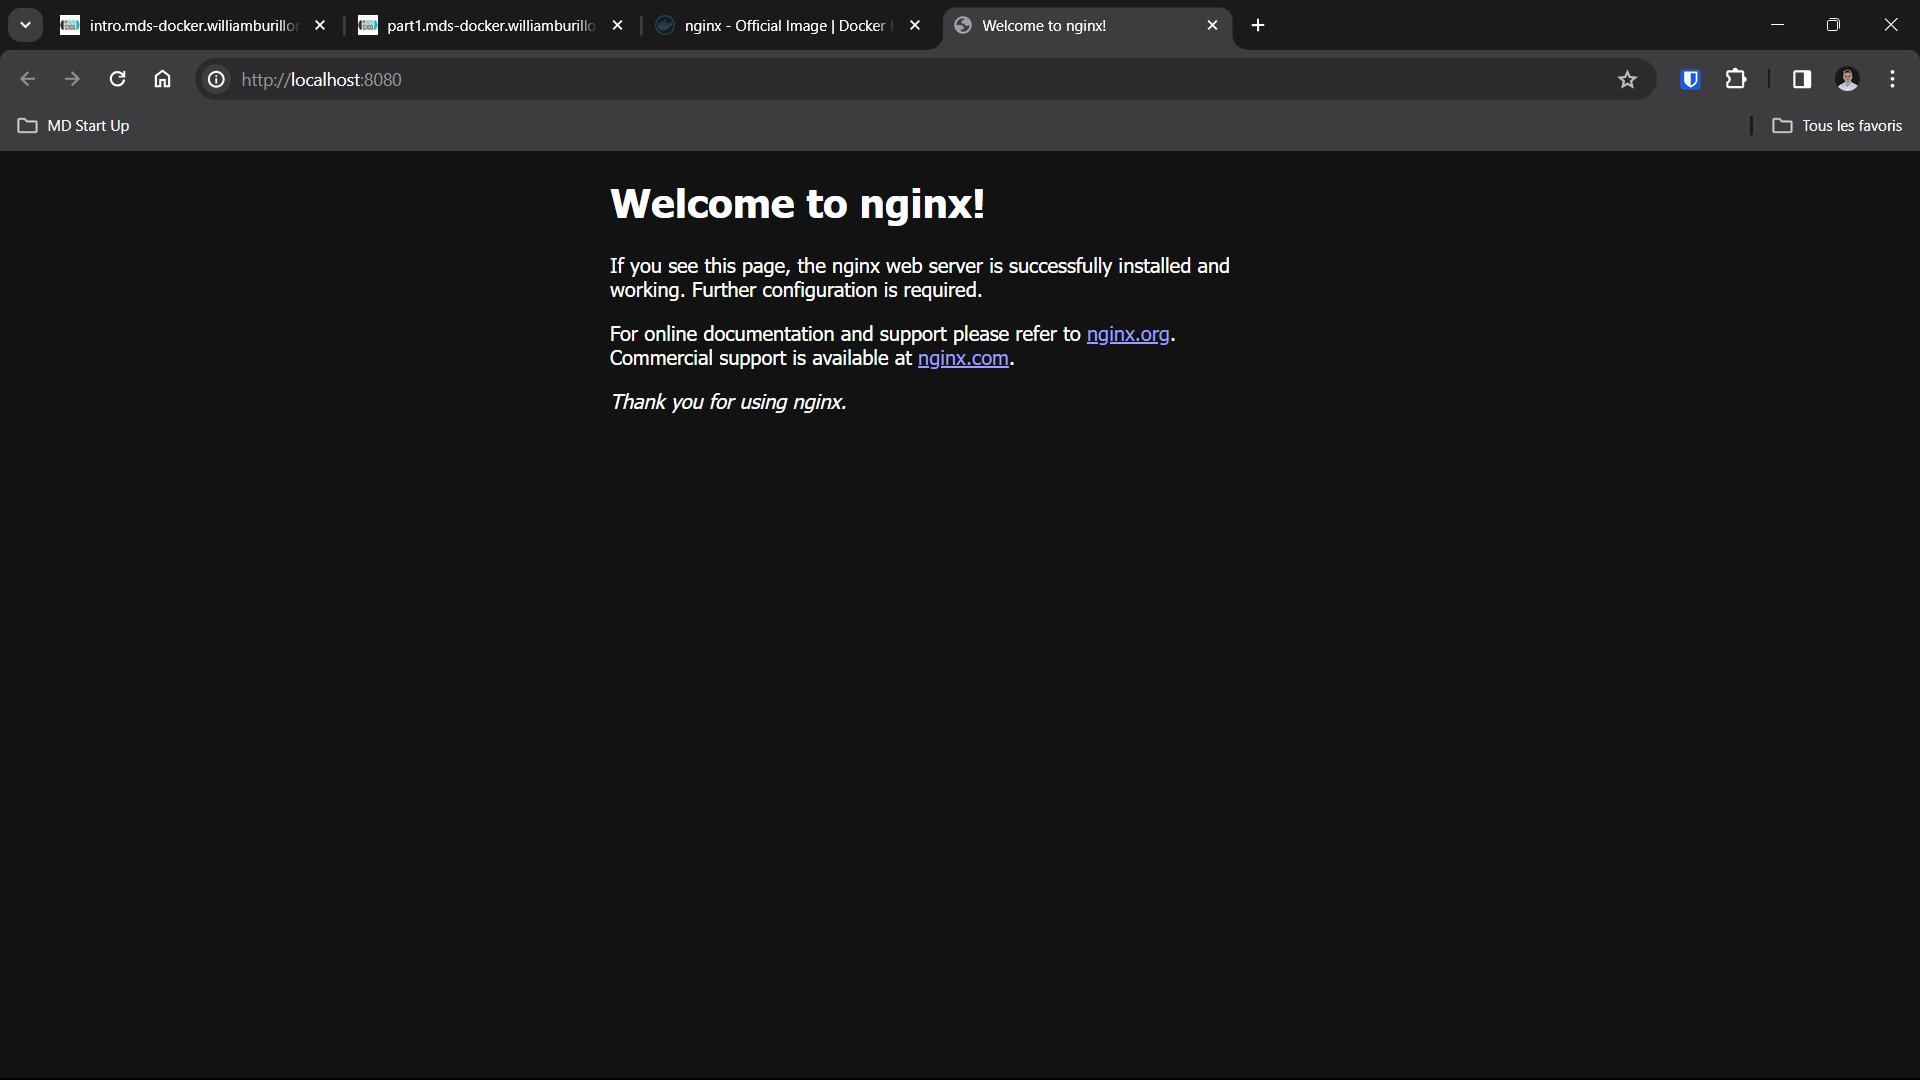 intro.mds-docker.williamburillo
part1.mds-docker.williamburillo
nginx - Official Image | Docker
Welcome to nginx!
http://localhost:8080
MD Start Up
Tous les favoris
Welcome to nginx!
If you see this page, the nginx web server is successfully installed and
working. Further configuration is required.
For online documentation and support please refer to nginx.org.
Commercial support is available at nginx.com.
Thank you for using nginx.